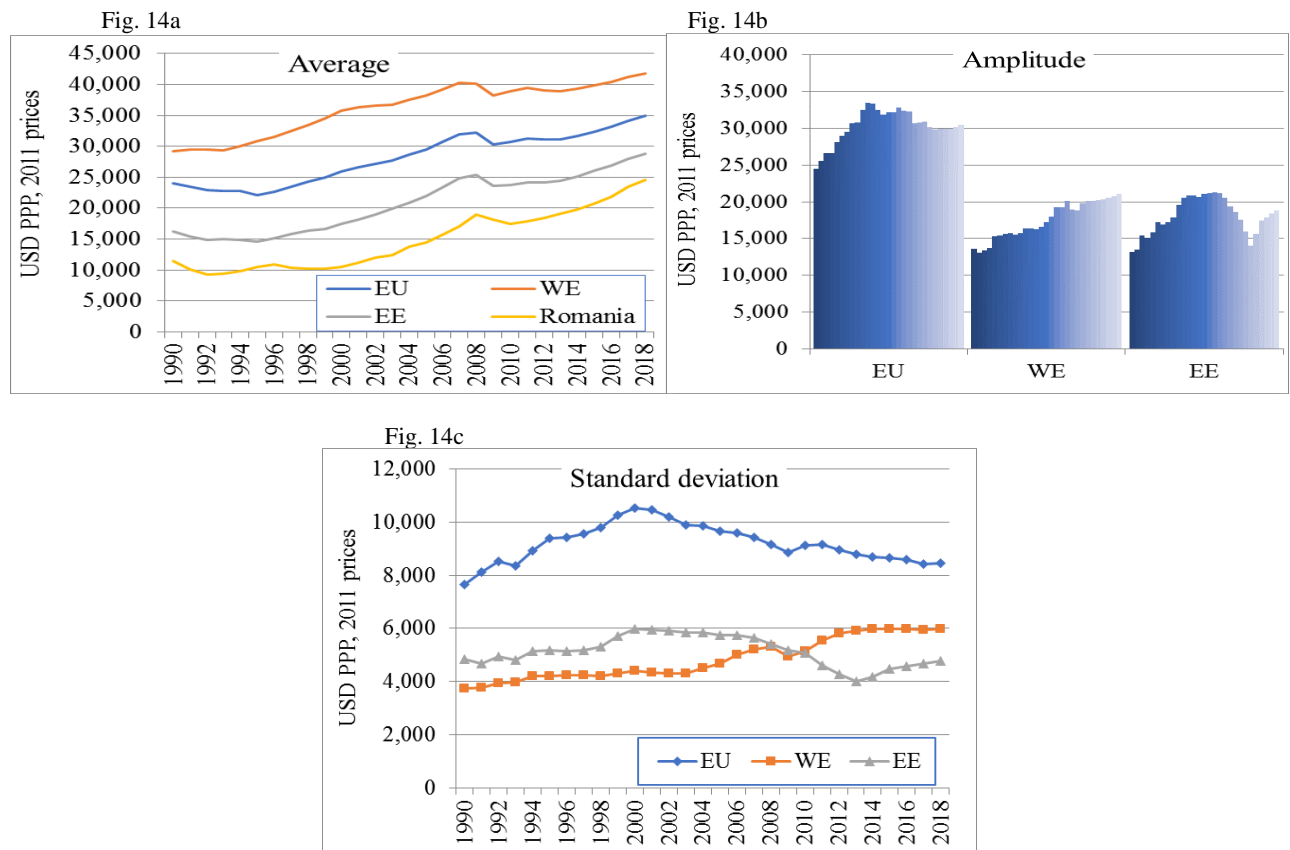 Fig. 14a
Average
USD PPP, 2011 prices
45,000
40,000
35,000
30,000
25,000
20,000
15,000
10,000
5,000
0
EU
WE
EE
Romania
1990
1992
1994
1996
1998
2000
2002
2004
2006
2008
2010
2012
2014
2016
2018
Fig. 14b
Amplitude
USD PPP, 2011 prices
40,000
35,000
30,000
25,000
20,000
15,000
10,000
5,000
0
EU
WE
EE
Fig. 14c
Standard deviation
USD PPP, 2011 prices
12,000
10,000
8,000
6,000
4,000
2,000
0
EU
WE
EE
1990
1992
1994
1996
1998
2000
2002
2004
2006
2008
2010
2012
2014
2016
2018